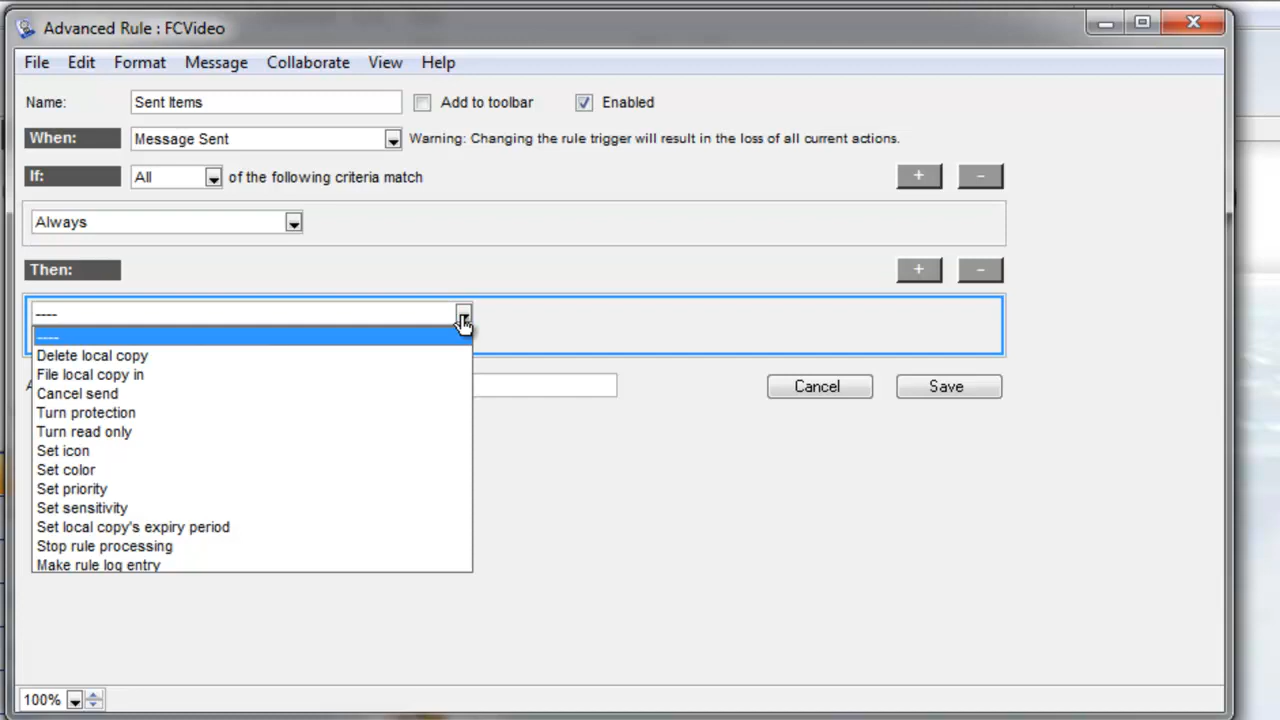 Advanced Rule : FCVideo
File Edit Format Message Collaborate View Help
Name: Sent Items Add to toolbar Enabled
When: Message Sent Warning: Changing the rule trigger will result in the loss of all current actions.
If: All of the following criteria match + -
Always
Then: + -
----
----
Delete local copy
File local copy in
Cancel send
Turn protection
Turn read only
Set icon
Set color
Set priority
Set sensitivity
Set local copy's expiry period
Stop rule processing
Make rule log entry
Cancel Save
100%